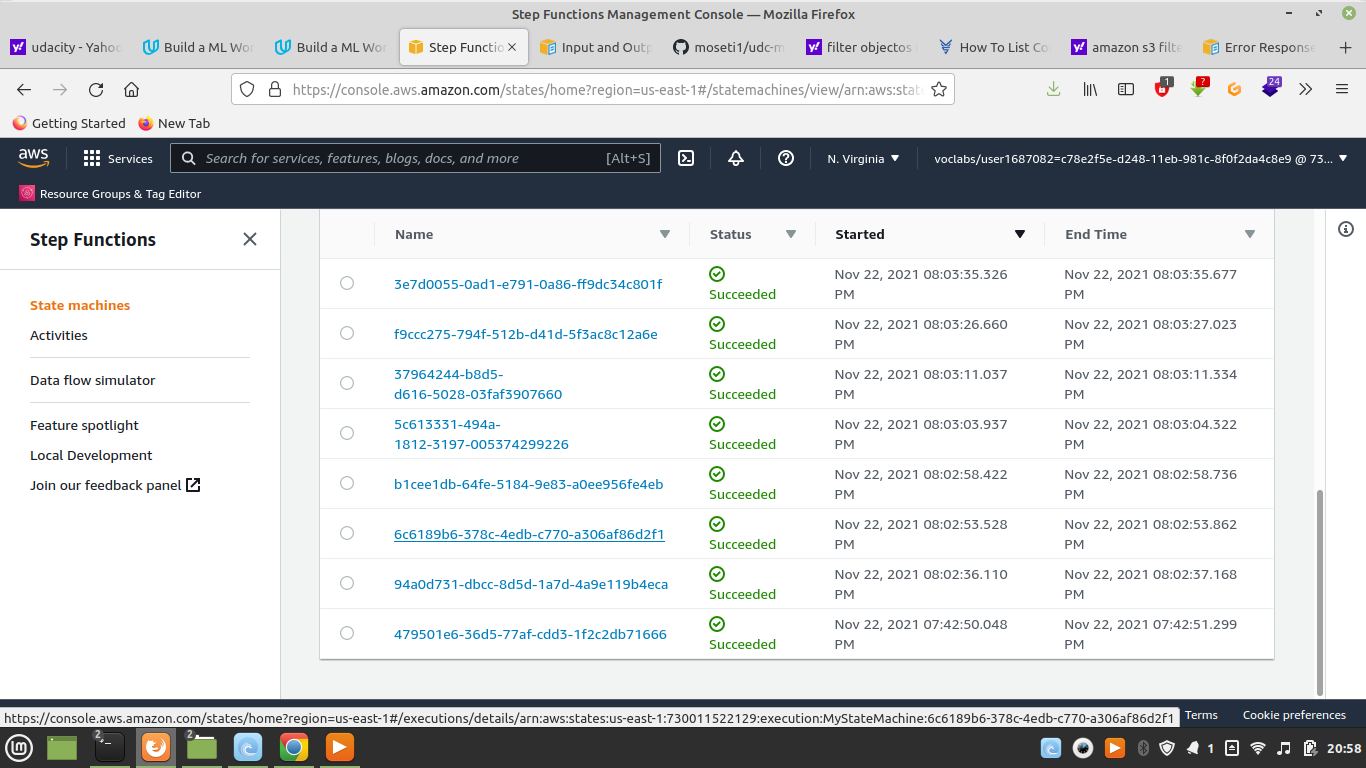 Step Functions Management Console — Mozilla Firefox
udacity - Yahoo
Build a ML Wor
Build a ML Wor
Step Functio
Input and Outp
moseti1/udc-m
filter objectos
How To List Co
amazon s3 filte
Error Response
https://console.aws.amazon.com/states/home?region=us-east-1#/statemachines/view/arn:aws:state
1
?
24
Getting Started
New Tab
aws
Services
Search for services, features, blogs, docs, and more
[Alt+S]
N. Virginia
voclabs/user1687082=c78e2f5e-d248-11eb-981c-8f0f2da4c8e9 @ 73...
Resource Groups & Tag Editor
Step Functions
State machines
Activities
Data flow simulator
Feature spotlight
Local Development
Join our feedback panel
Name Status Started End Time
3e7d0055-0ad1-e791-0a86-ff9dc34c801f
Succeeded
Nov 22, 2021 08:03:35.326
PM
Nov 22, 2021 08:03:35.677
PM
f9ccc275-794f-512b-d41d-5f3ac8c12a6e
Succeeded
Nov 22, 2021 08:03:26.660
PM
Nov 22, 2021 08:03:27.023
PM
37964244-b8d5-
d616-5028-03faf3907660
Succeeded
Nov 22, 2021 08:03:11.037
PM
Nov 22, 2021 08:03:11.334
PM
5c613331-494a-
1812-3197-005374299226
Succeeded
Nov 22, 2021 08:03:03.937
PM
Nov 22, 2021 08:03:04.322
PM
b1cee1db-64fe-5184-9e83-a0ee956fe4eb
Succeeded
Nov 22, 2021 08:02:58.422
PM
Nov 22, 2021 08:02:58.736
PM
6c6189b6-378c-4edb-c770-a306af86d2f1
Succeeded
Nov 22, 2021 08:02:53.528
PM
Nov 22, 2021 08:02:53.862
PM
94a0d731-dbcc-8d5d-1a7d-4a9e119b4eca
Succeeded
Nov 22, 2021 08:02:36.110
PM
Nov 22, 2021 08:02:37.168
PM
479501e6-36d5-77af-cdd3-1f2c2db71666
Succeeded
Nov 22, 2021 07:42:50.048
PM
Nov 22, 2021 07:42:51.299
PM
https://console.aws.amazon.com/states/home?region=us-east-1#/executions/details/arn:aws:states:us-east-1:730011522129:execution:MyStateMachine:6c6189b6-378c-4edb-c770-a306af86d2f1
Terms
Cookie preferences
2
2
1
20:58